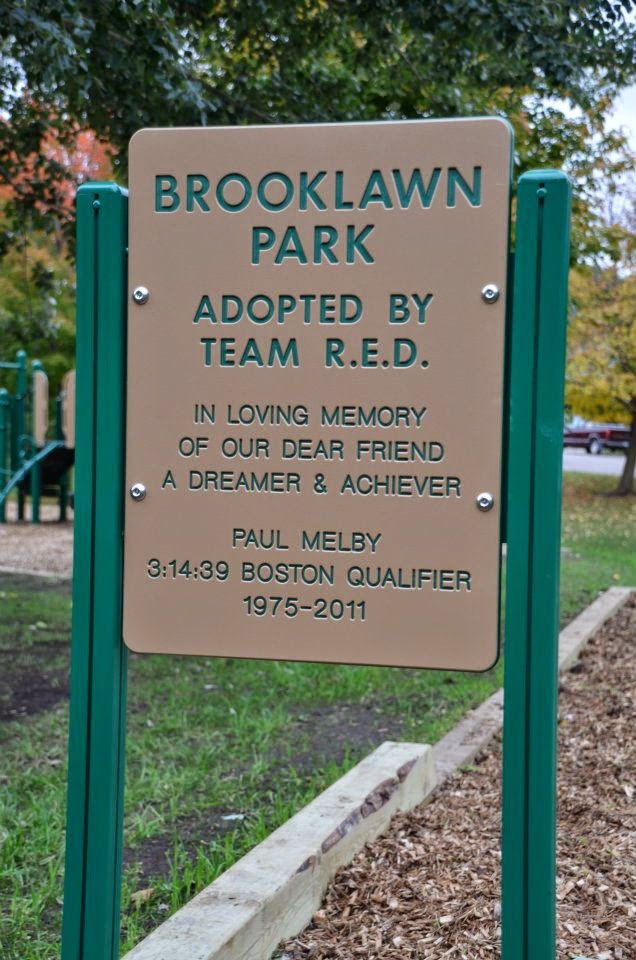 BROOKLAWN
PARK
ADOPTED BY
TEAM R.E.D.
IN LOVING MEMORY
OF OUR DEAR FRIEND
A DREAMER & ACHIEVER
PAUL MELBY
3:14:39 BOSTON QUALIFIER
1975-2011